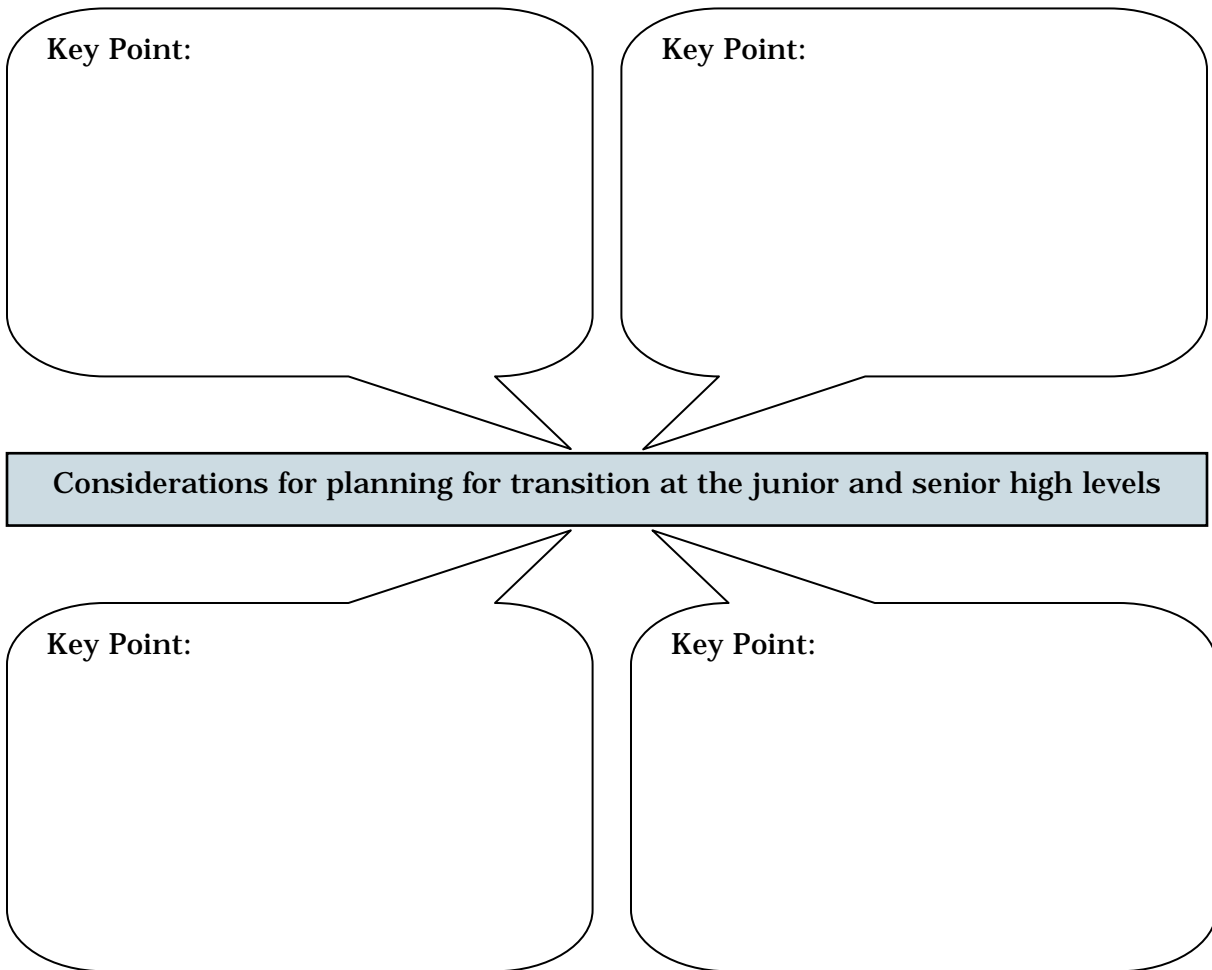 Key Point:
Key Point:
Considerations for planning for transition at the junior and senior high levels
Key Point:
Key Point: